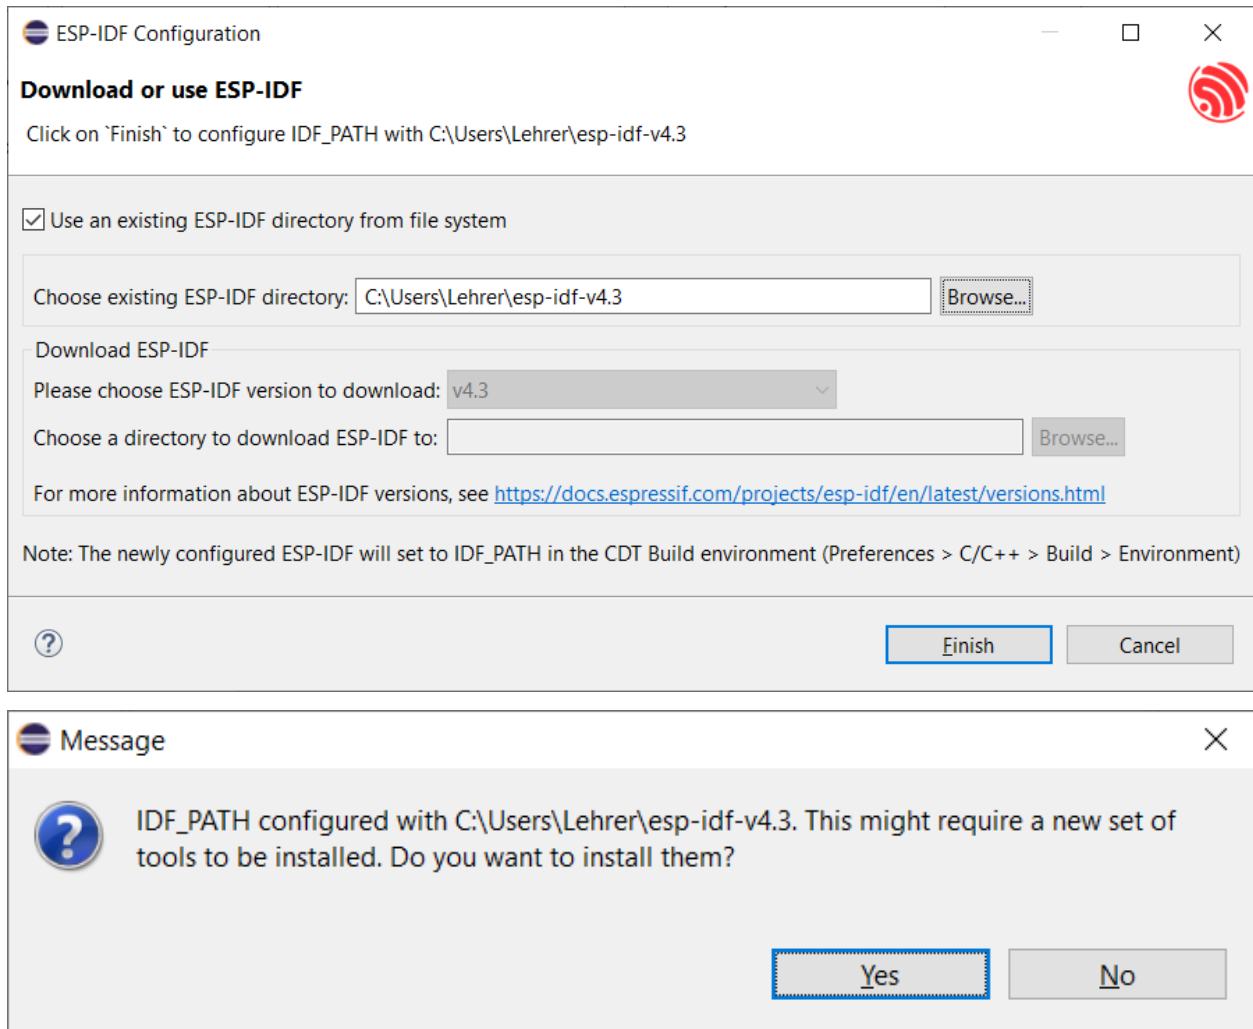 ESP-IDF Configuration
Download or use ESP-IDF
Click on `Finish` to configure IDF_PATH with C:\Users\Lehrer\esp-idf-v4.3
Use an existing ESP-IDF directory from file system
Choose existing ESP-IDF directory: C:\Users\Lehrer\esp-idf-v4.3 Browse...
Download ESP-IDF
Please choose ESP-IDF version to download: v4.3
Choose a directory to download ESP-IDF to: Browse...
For more information about ESP-IDF versions, see https://docs.espressif.com/projects/esp-idf/en/latest/versions.html
Note: The newly configured ESP-IDF will set to IDF_PATH in the CDT Build environment (Preferences > C/C++ > Build > Environment)
? Finish Cancel
Message
IDF_PATH configured with C:\Users\Lehrer\esp-idf-v4.3. This might require a new set of
? tools to be installed. Do you want to install them?
Yes No